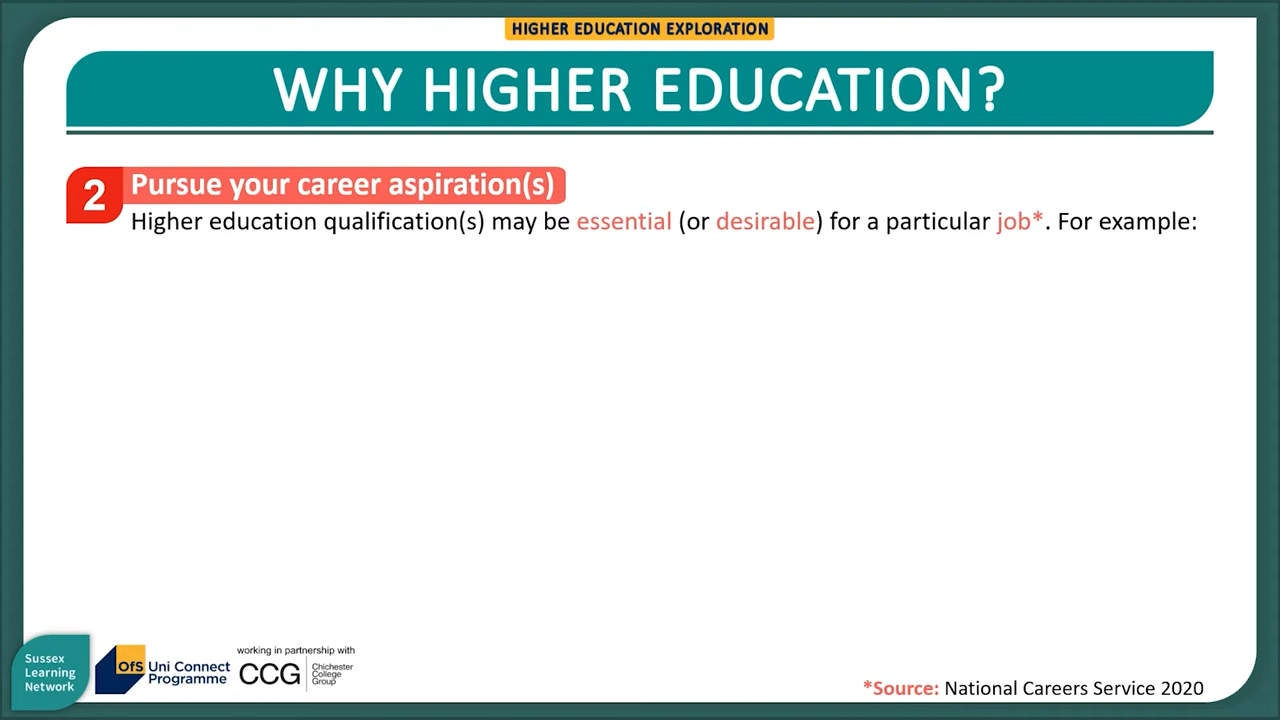 HIGHER EDUCATION EXPLORATION
WHY HIGHER EDUCATION?
2
Pursue your career aspiration(s)
Higher education qualification(s) may be essential (or desirable) for a particular job*. For example:
Sussex
Learning
Network
OfS Uni Connect
Programme
working in partnership with
CCG
Chichester
College
Group
*Source: National Careers Service 2020